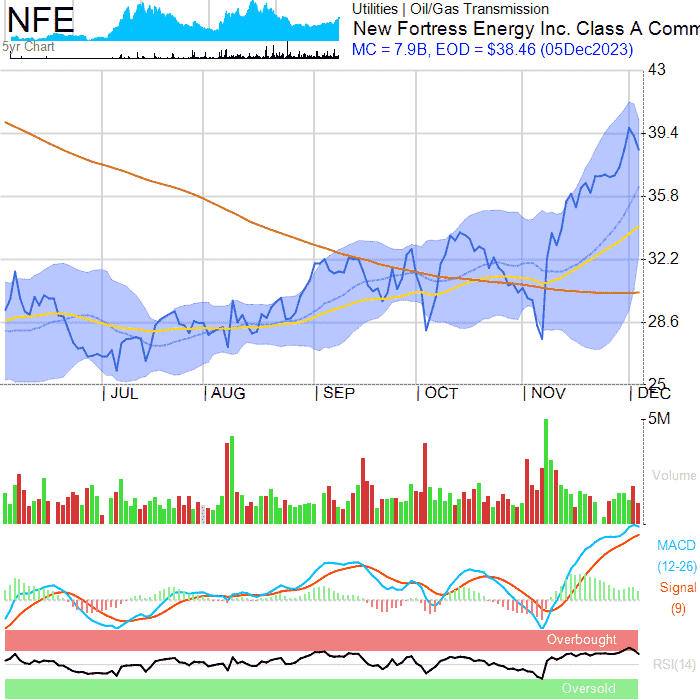 NFE
5yr Chart
Utilities | Oil/Gas Transmission
New Fortress Energy Inc. Class A Comm
MC = 7.9B, EOD = $38.46 (05Dec2023)
43
39.4
35.8
32.2
28.6
25
JUL AUG SEP OCT NOV DEC
5M
Volume
MACD
(12-26)
Signal
(9)
Overbought
RSI(14)
Oversold